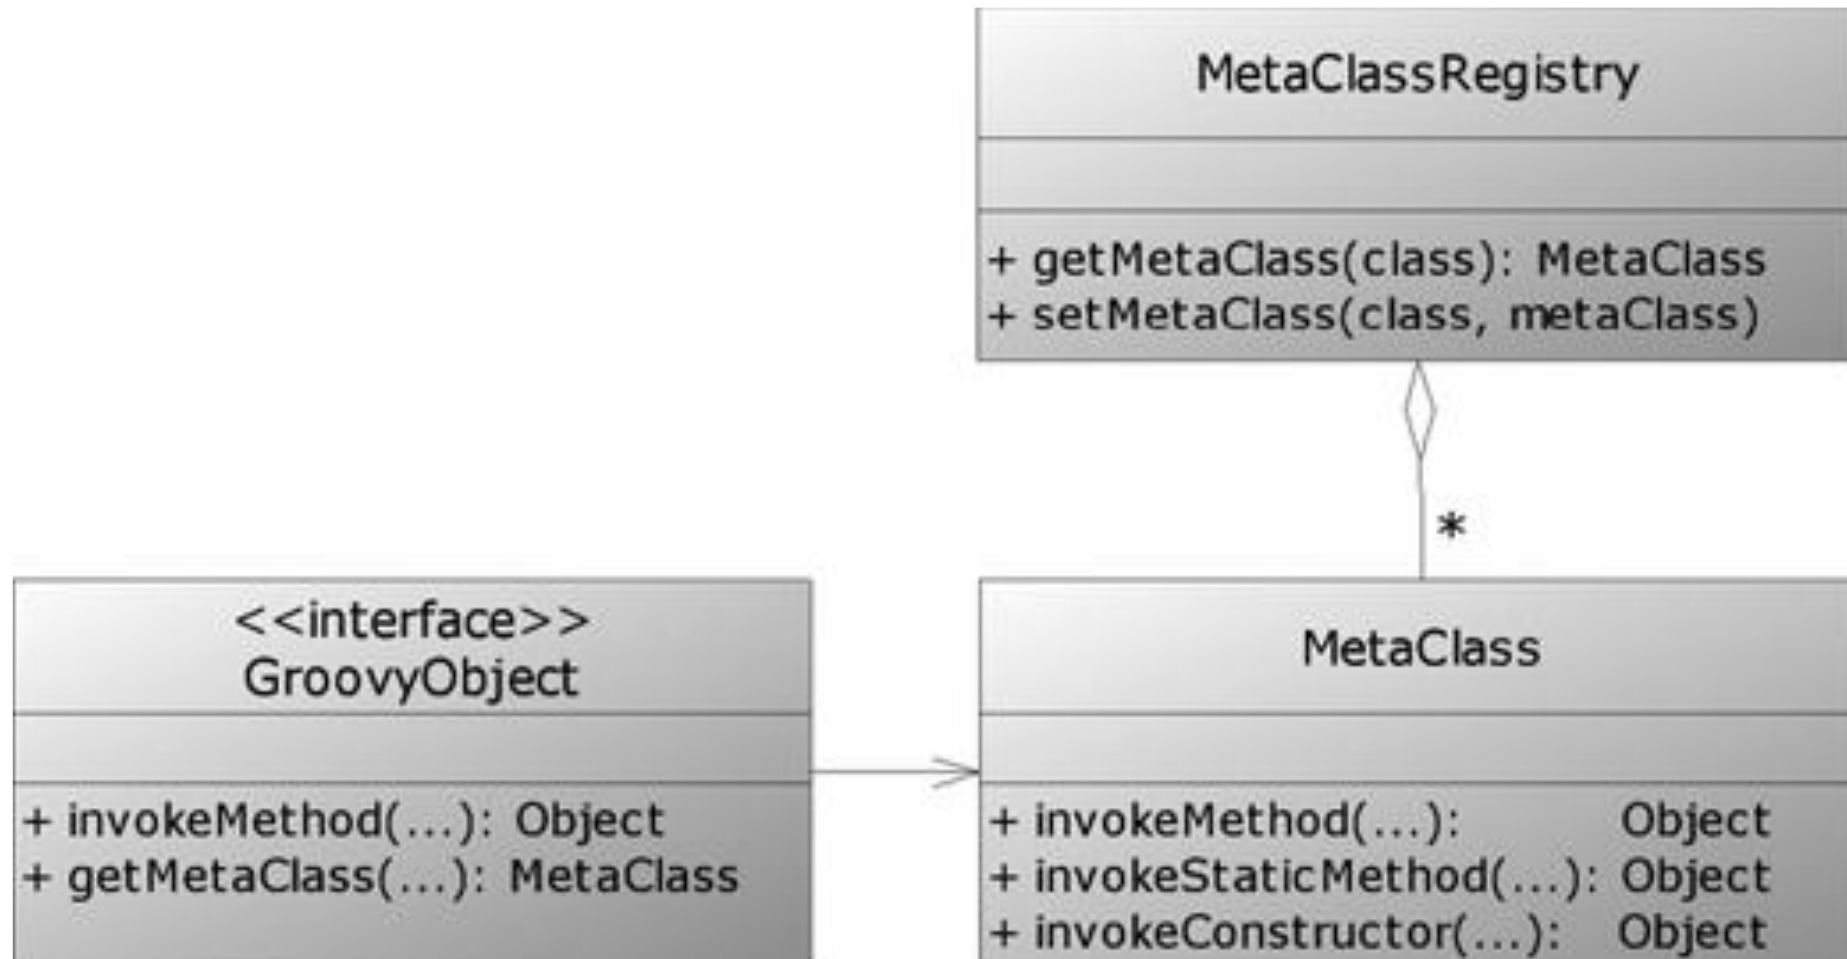 MetaClassRegistry
+ getMetaClass(class): MetaClass
+ setMetaClass(class, metaClass)
*
<<interface>>
GroovyObject
+ invokeMethod(...): Object
+ getMetaClass(...): MetaClass
MetaClass
+ invokeMethod(...): Object
+ invokeStaticMethod(...): Object
+ invokeConstructor(...): Object